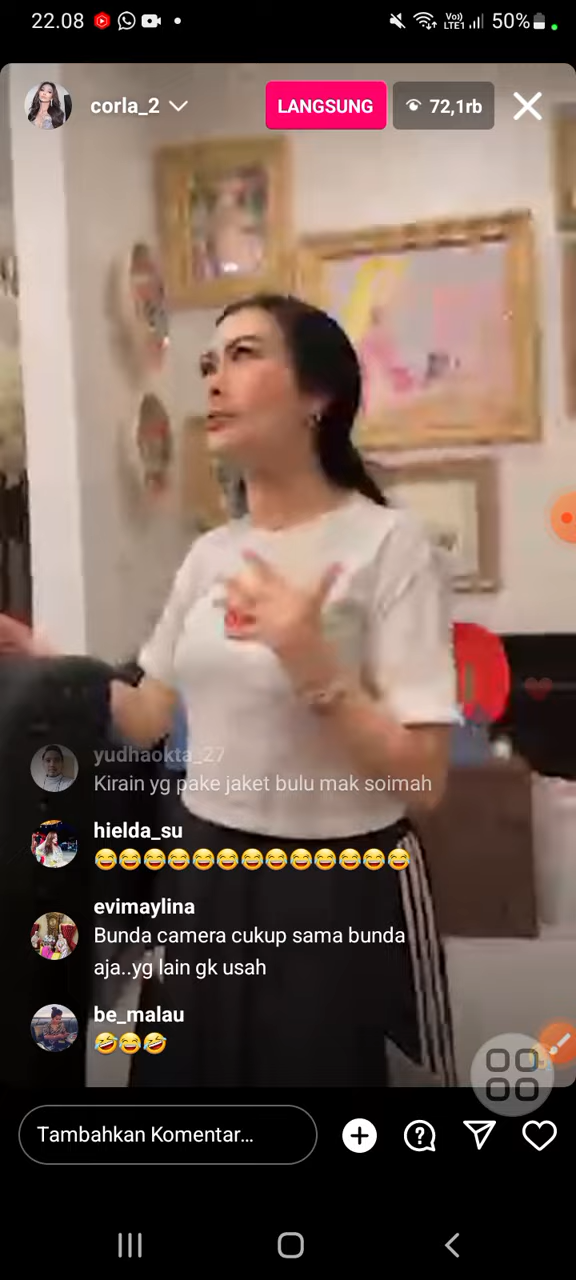 22.08
Vo))
LTE1
50%
corla_2
LANGSUNG
72,1rb
yudhaokta_27
Kirain yg pake jaket bulu mak soimah
hielda_su
😂😂😂😂😂😂😂😂😂😂😂😂😂
evimaylina
Bunda camera cukup sama bunda
aja..yg lain gk usah
be_malau
🤣😂🤣
Tambahkan Komentar...